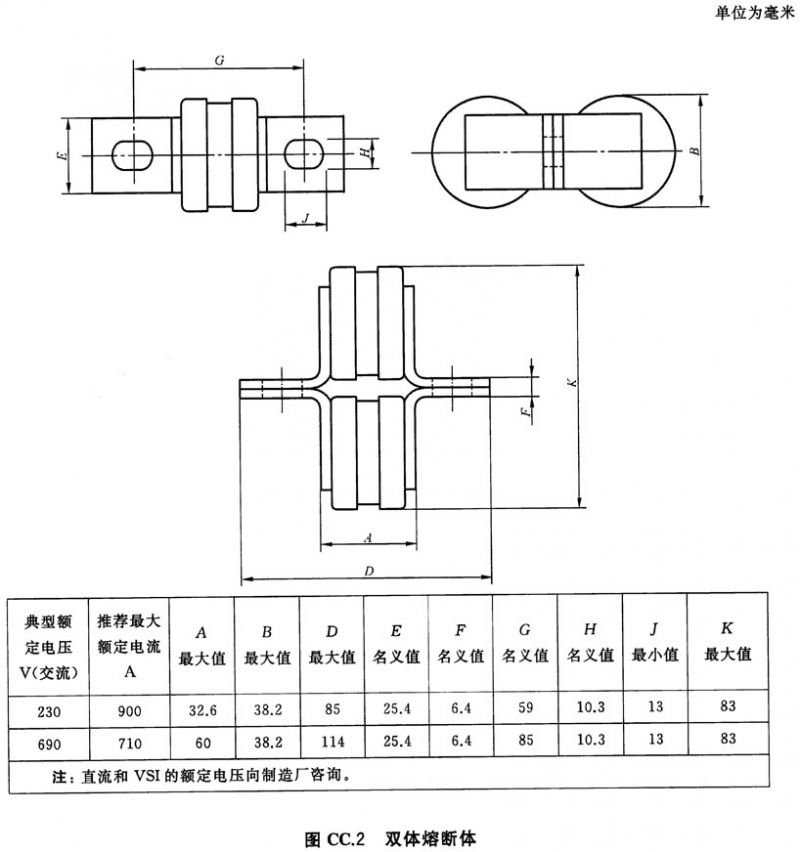 单位为毫米
G
E
H
J
B
K
F
A
D
典型额定电压 V(交流) 推荐最大额定电流 A A 最大值 B 最大值 D 最大值 E 名义值 F 名义值 G 名义值 H 名义值 J 最小值 K 最大值
230 900 32.6 38.2 85 25.4 6.4 59 10.3 13 83
690 710 60 38.2 114 25.4 6.4 85 10.3 13 83
注：直流和 VSI 的额定电压向制造厂咨询。
图 CC.2 双体熔断体